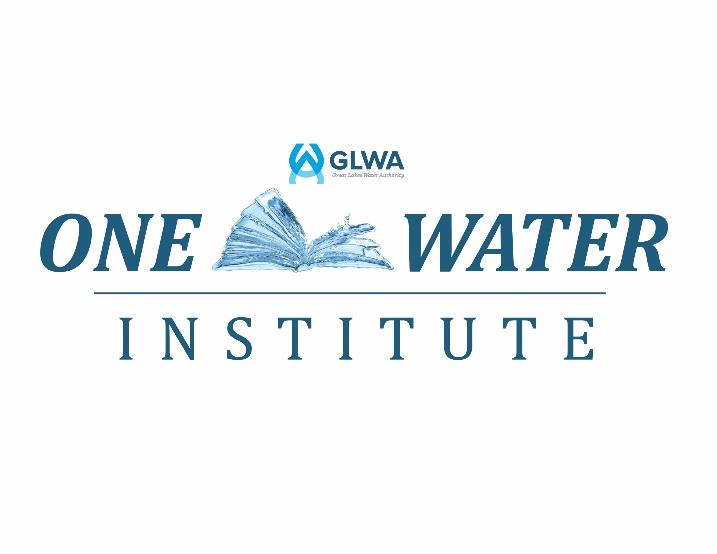 GLWA
Great Lakes Water Authority
ONE WATER
INSTITUTE